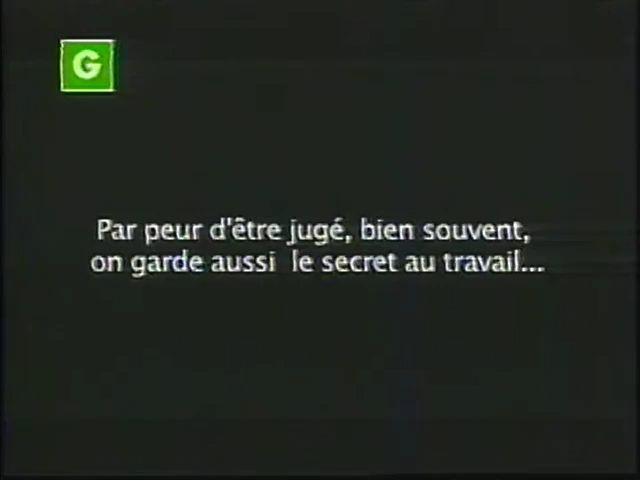 G
Par peur d'être jugé, bien souvent,
on garde aussi le secret au travail...